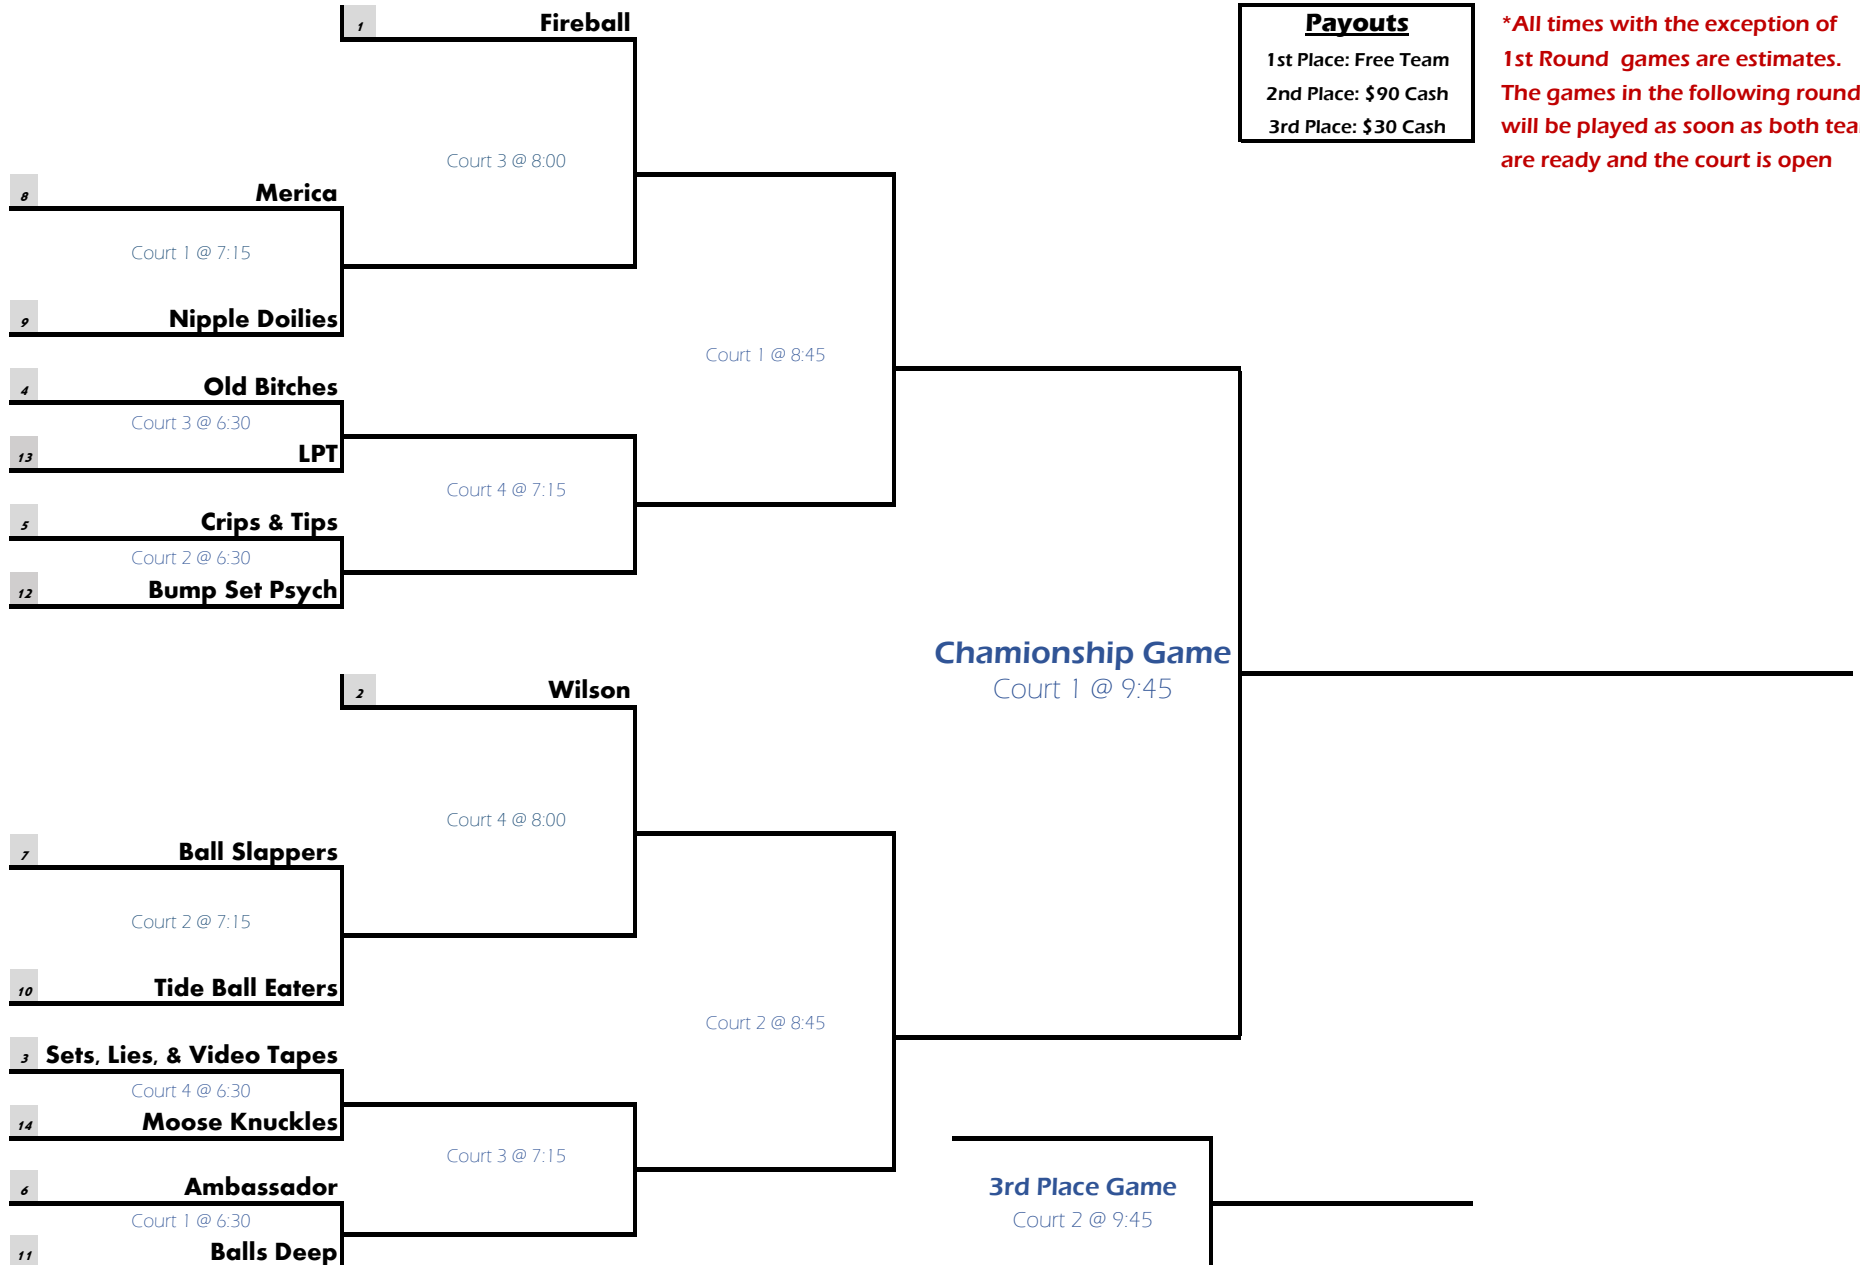 1 Fireball
Payouts
1st Place: Free Team
2nd Place: $90 Cash
3rd Place: $30 Cash
*All times with the exception of
1st Round games are estimates.
The games in the following round
will be played as soon as both tea
are ready and the court is open
Court 3 @ 8:00
8 Merica
Court 1 @ 7:15
9 Nipple Doilies
Court 1 @ 8:45
4 Old Bitches
Court 3 @ 6:30
13 LPT
Court 4 @ 7:15
5 Crips & Tips
Court 2 @ 6:30
12 Bump Set Psych
Chamionship Game
Court 1 @ 9:45
2 Wilson
Court 4 @ 8:00
7 Ball Slappers
Court 2 @ 7:15
10 Tide Ball Eaters
Court 2 @ 8:45
3 Sets, Lies, & Video Tapes
Court 4 @ 6:30
14 Moose Knuckles
Court 3 @ 7:15
6 Ambassador
Court 1 @ 6:30
11 Balls Deep
3rd Place Game
Court 2 @ 9:45